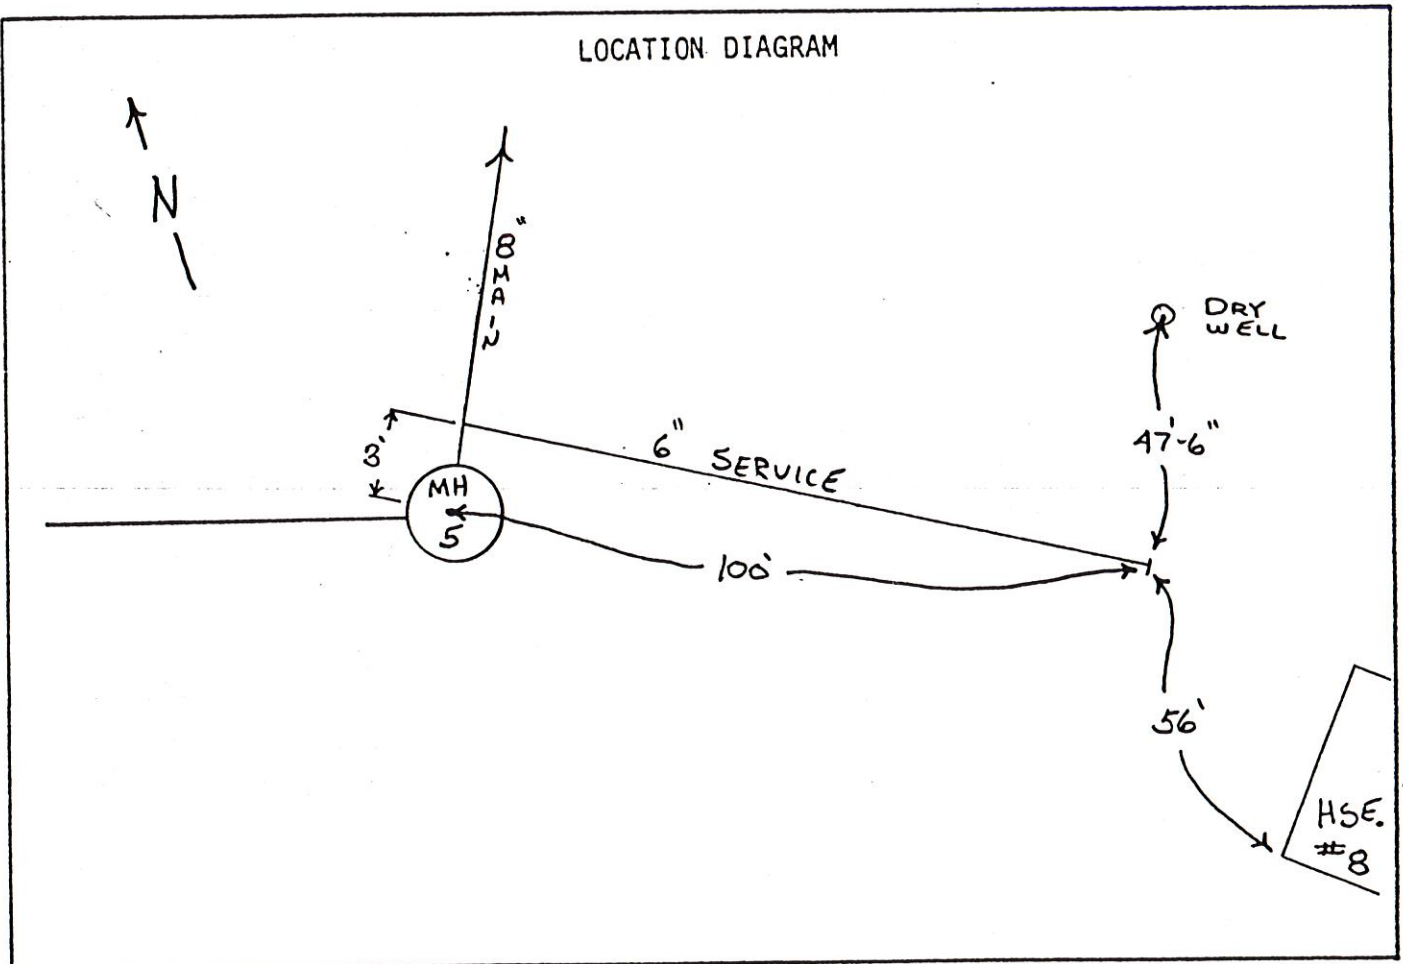 LOCATION DIAGRAM
N
8" MAIN
DRY
WELL
3'
6" SERVICE
47'-6"
MH
5
100'
56'
HSE.
#8